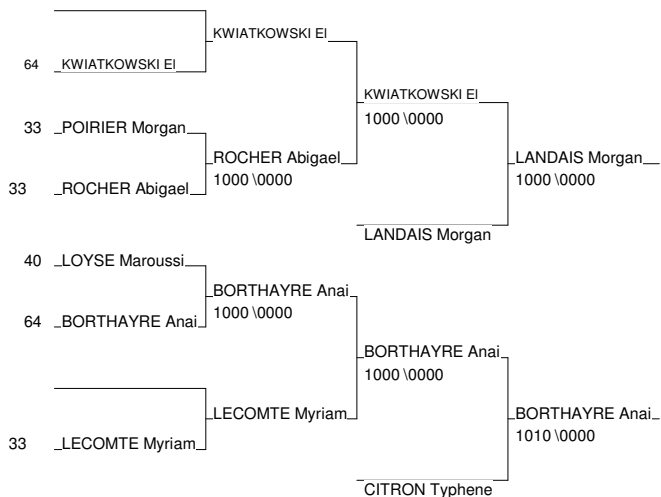 KWIATKOWSKI El
64 KWIATKOWSKI El
KWIATKOWSKI El
1000 \0000
33 POIRIER Morgan
ROCHER Abigael
1000 \0000
LANDAIS Morgan
1000 \0000
33 ROCHER Abigael
LANDAIS Morgan
40 LOYSE Maroussi
BORTHAYRE Anai
1000 \0000
64 BORTHAYRE Anai
BORTHAYRE Anai
1000 \0000
LECOMTE Myriam
BORTHAYRE Anai
1010 \0000
33 LECOMTE Myriam
CITRON Typhene